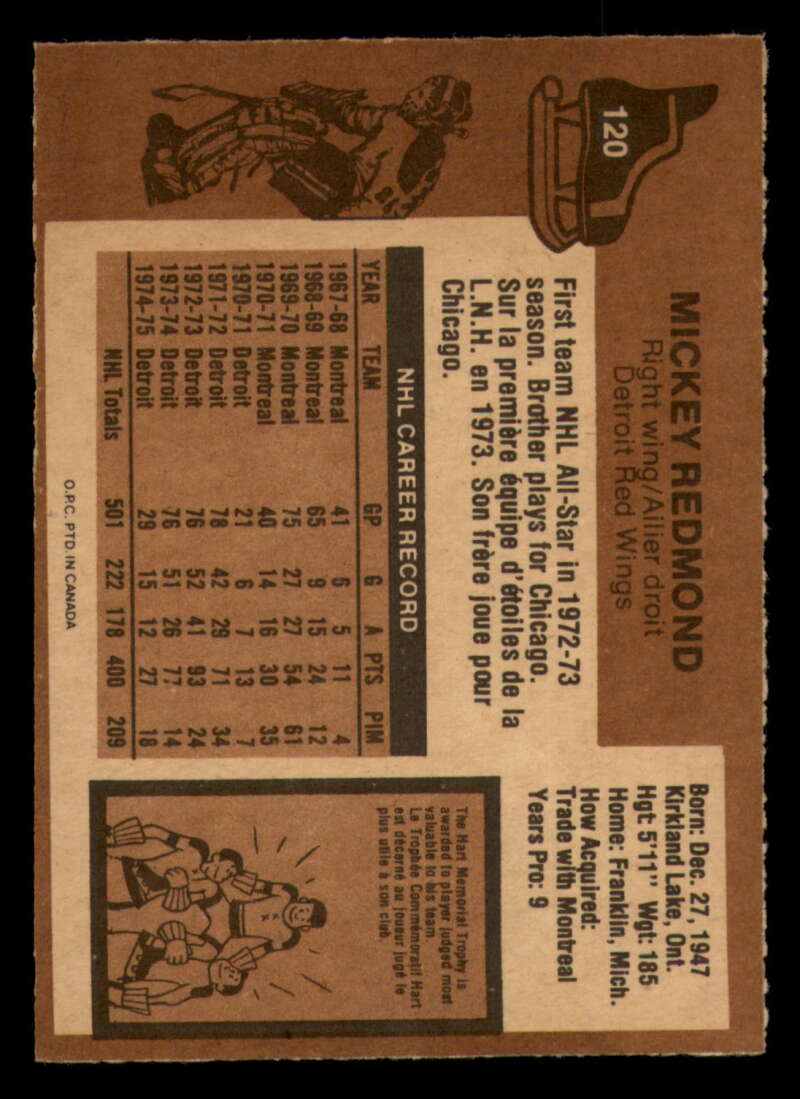 120
MICKEY REDMOND
Right wing/Ailier droit
Detroit Red Wings
Born: Dec. 27, 1947
Kirkland Lake, Ont.
Hgt: 5'11" Wgt: 185
Home: Franklin, Mich.
How Acquired:
Trade with Montreal
Years Pro: 9
First team NHL All-Star in 1972-73
season. Brother plays for Chicago.
Sur la première équipe d'étoiles de la
L.N.H. en 1973. Son frère joue pour
Chicago.
NHL CAREER RECORD
YEAR TEAM GP G A PTS PIM
1967-68 Montreal 41 6 5 11 4
1968-69 Montreal 65 9 15 24 12
1969-70 Montreal 75 27 27 54 61
1970-71 Montreal 40 14 16 30 35
1970-71 Detroit 21 6 7 13 7
1971-72 Detroit 78 42 29 71 34
1972-73 Detroit 76 52 41 93 24
1973-74 Detroit 76 51 26 77 14
1974-75 Detroit 29 15 12 27 18
NHL Totals 501 222 178 400 209
The Hart Memorial Trophy is
awarded to player judged most
valuable to his team.
Le Trophée Commémoratif Hart
est décerné au joueur jugé le
plus utile à son club.
O.P.C. PTD. IN CANADA